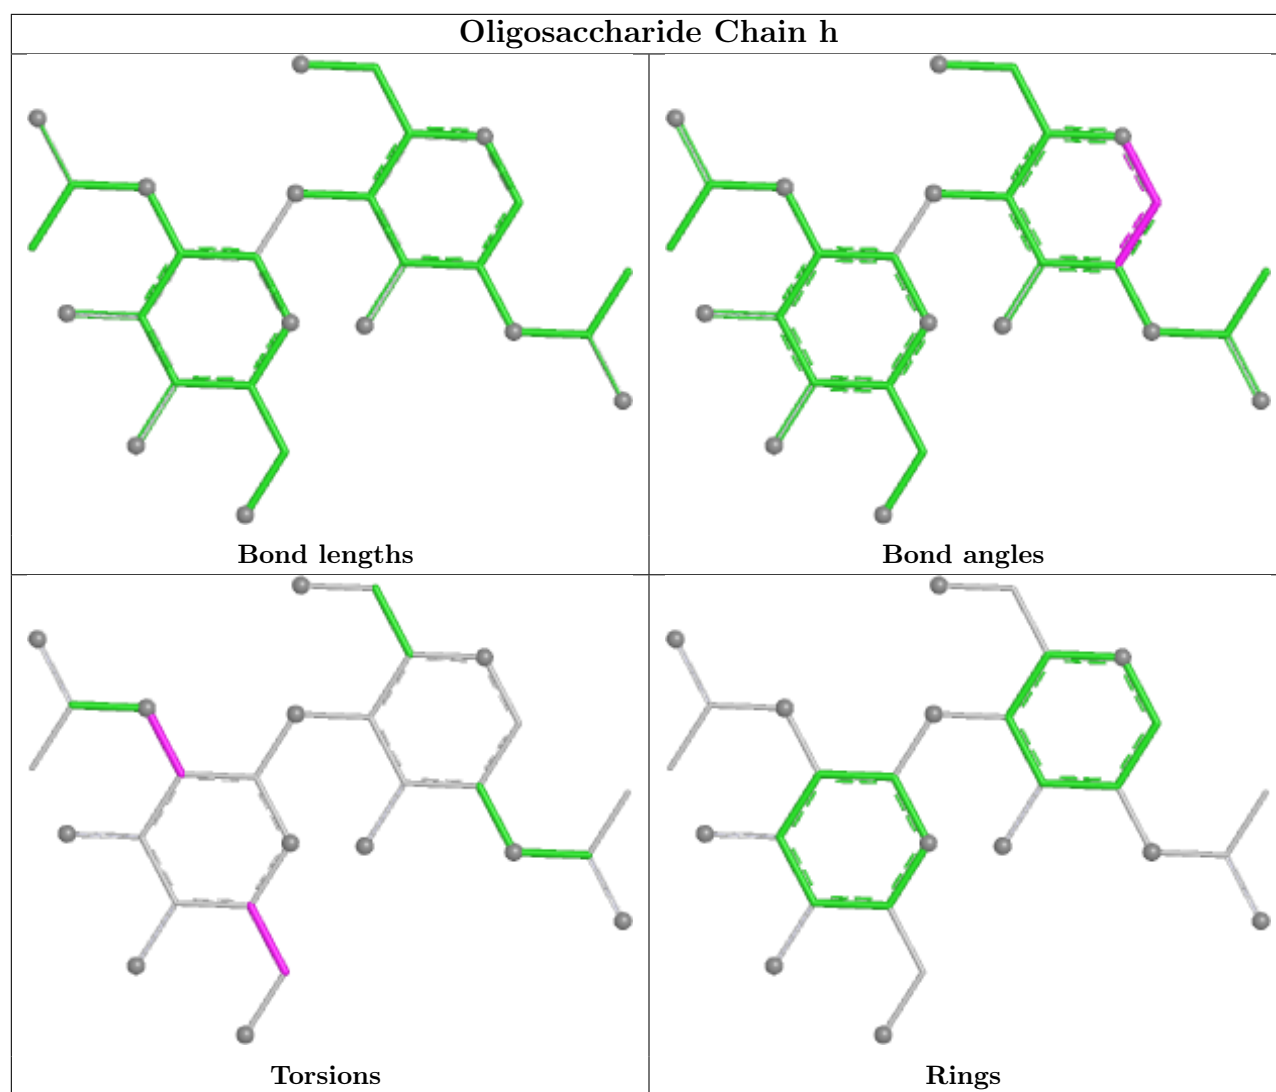 Oligosaccharide Chain h
Bond lengths
Bond angles
Torsions
Rings